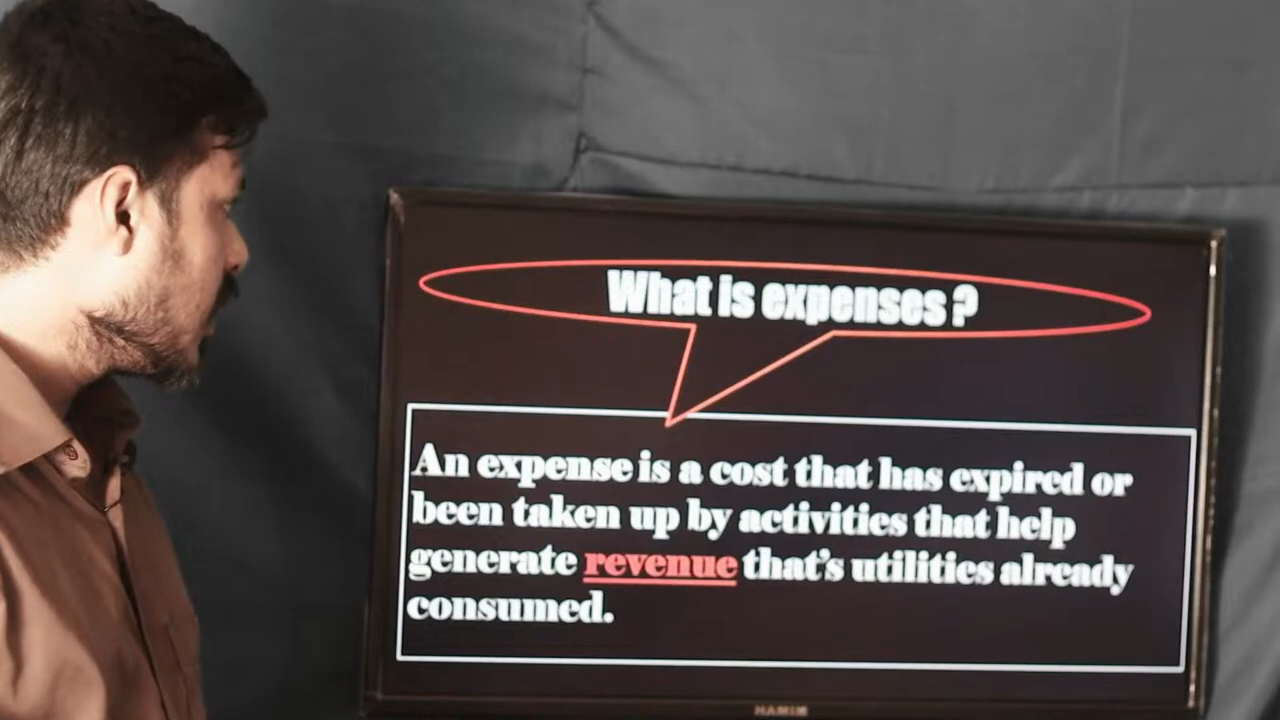 What is expenses ?
An expense is a cost that has expired or
been taken up by activities that help
generate revenue that's utilities already
consumed.
HAMIM